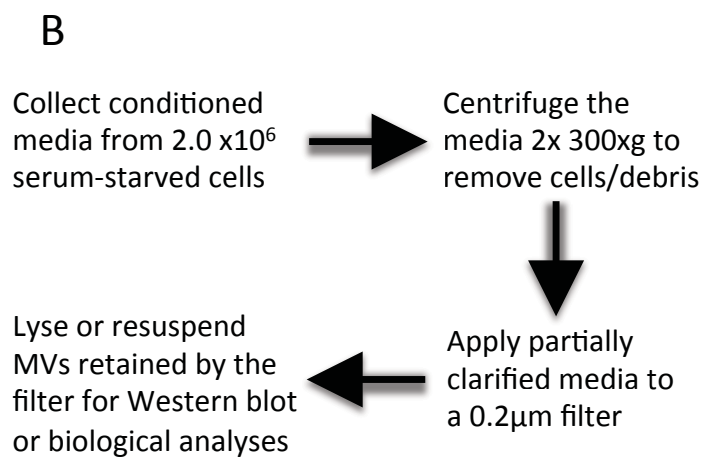 B
Collect conditioned
media from 2.0 x10⁶
serum-starved cells
Centrifuge the
media 2x 300xg to
remove cells/debris
Apply partially
clarified media to
a 0.2µm filter
Lyse or resuspend
MVs retained by the
filter for Western blot
or biological analyses